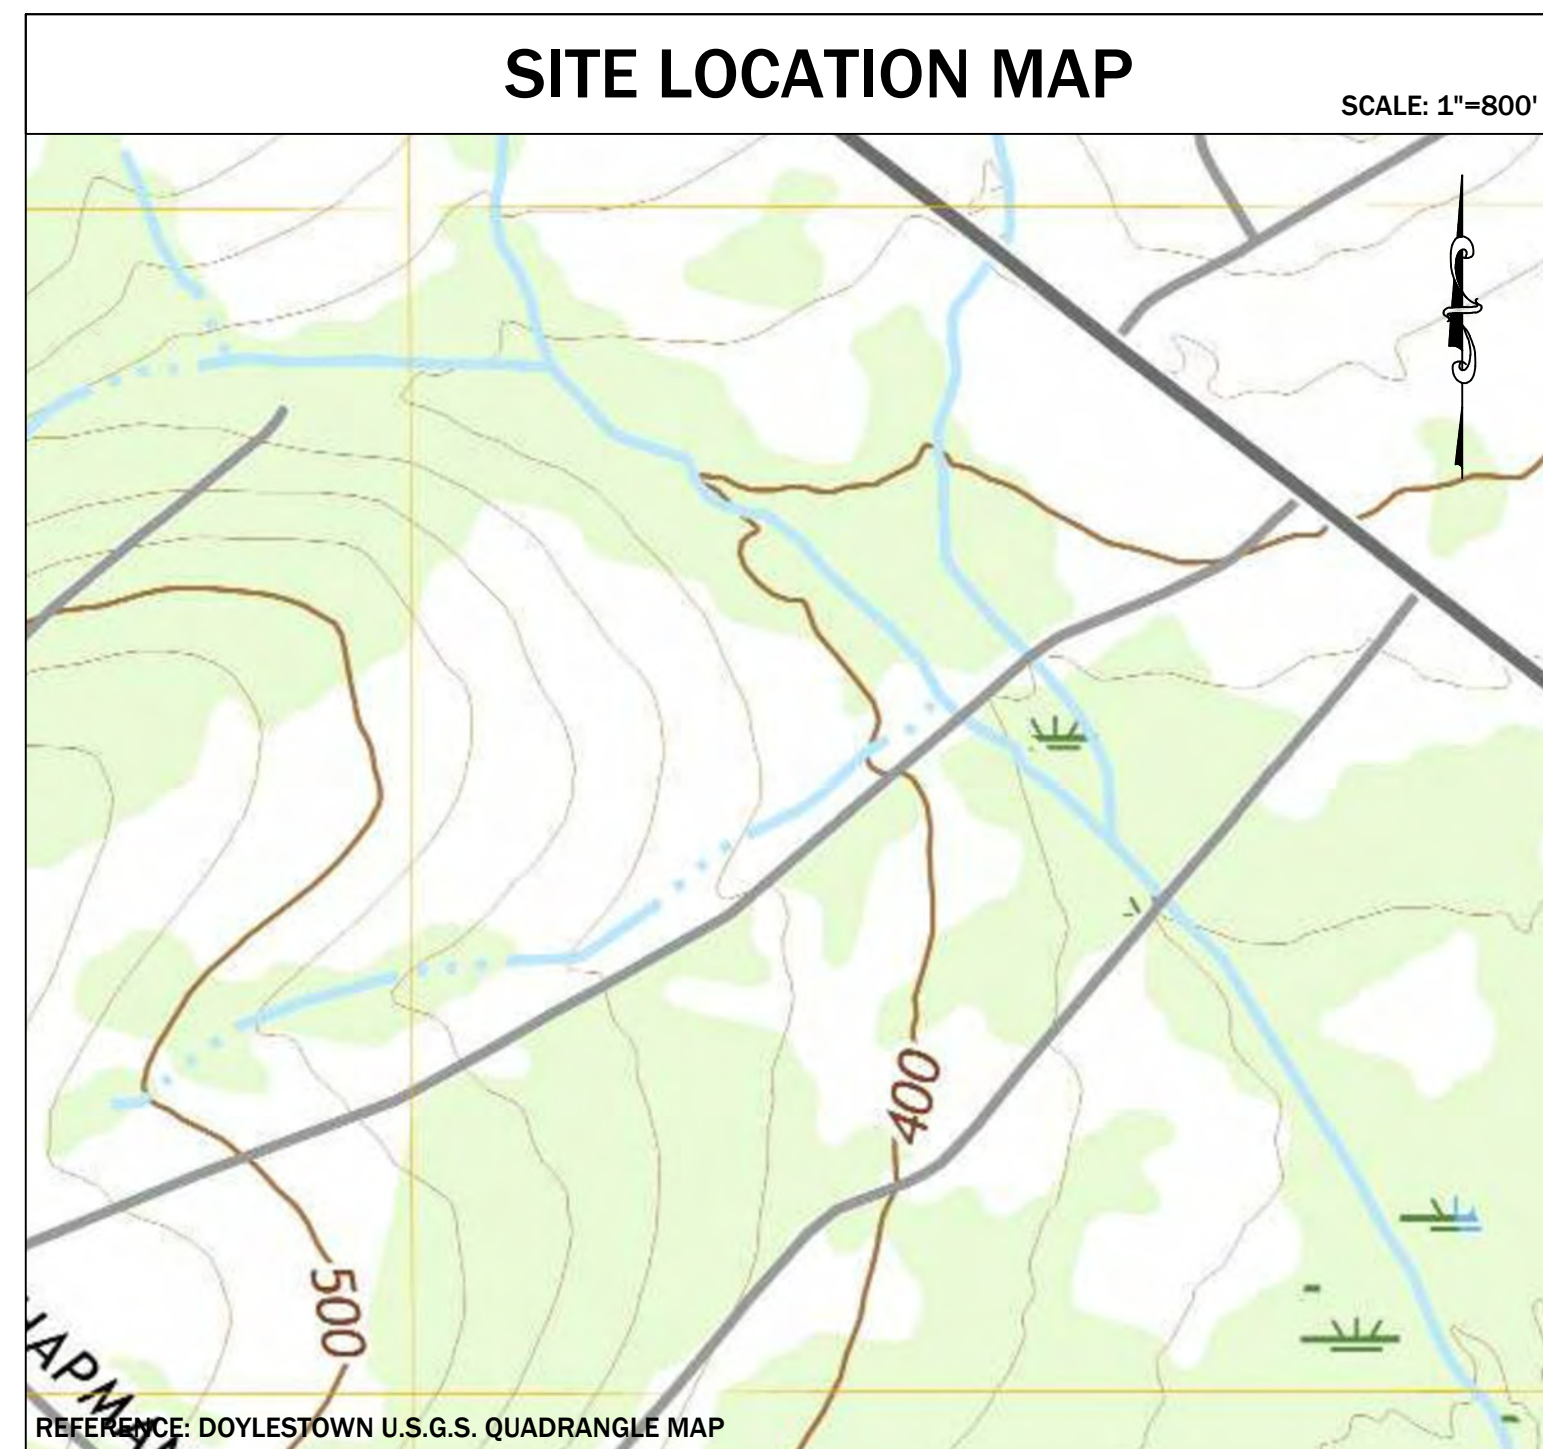 SITE LOCATION MAP
SCALE: 1"=800'
400
500
REFERENCE: DOYLESTOWN U.S.G.S. QUADRANGLE MAP